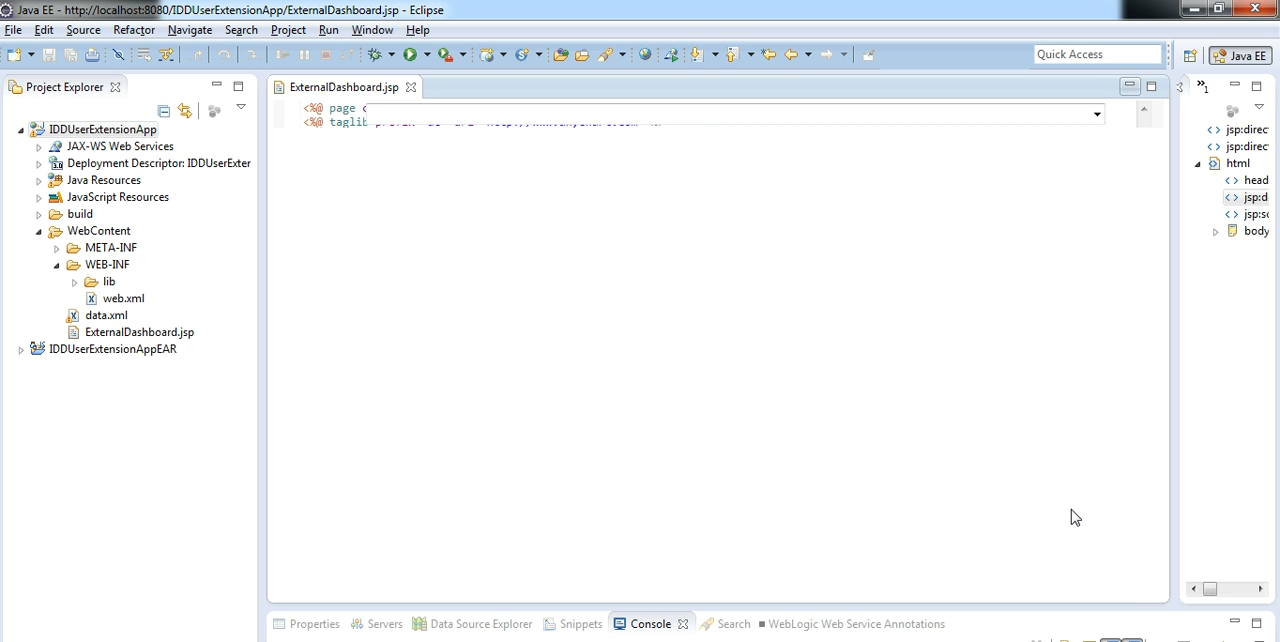 Java EE - http://localhost:8080/IDDUserExtensionApp/ExternalDashboard.jsp - Eclipse
File Edit Source Refactor Navigate Search Project Run Window Help
Quick Access Java EE
Project Explorer
ExternalDashboard.jsp
»1
IDDUserExtensionApp
JAX-WS Web Services
Deployment Descriptor: IDDUserExter
Java Resources
JavaScript Resources
build
WebContent
META-INF
WEB-INF
lib
web.xml
data.xml
ExternalDashboard.jsp
IDDUserExtensionAppEAR
<%@ page
<%@ taglib
jsp:direc
jsp:direc
html
head
jsp:d
jsp:sc
body
Properties Servers Data Source Explorer Snippets Console Search WebLogic Web Service Annotations